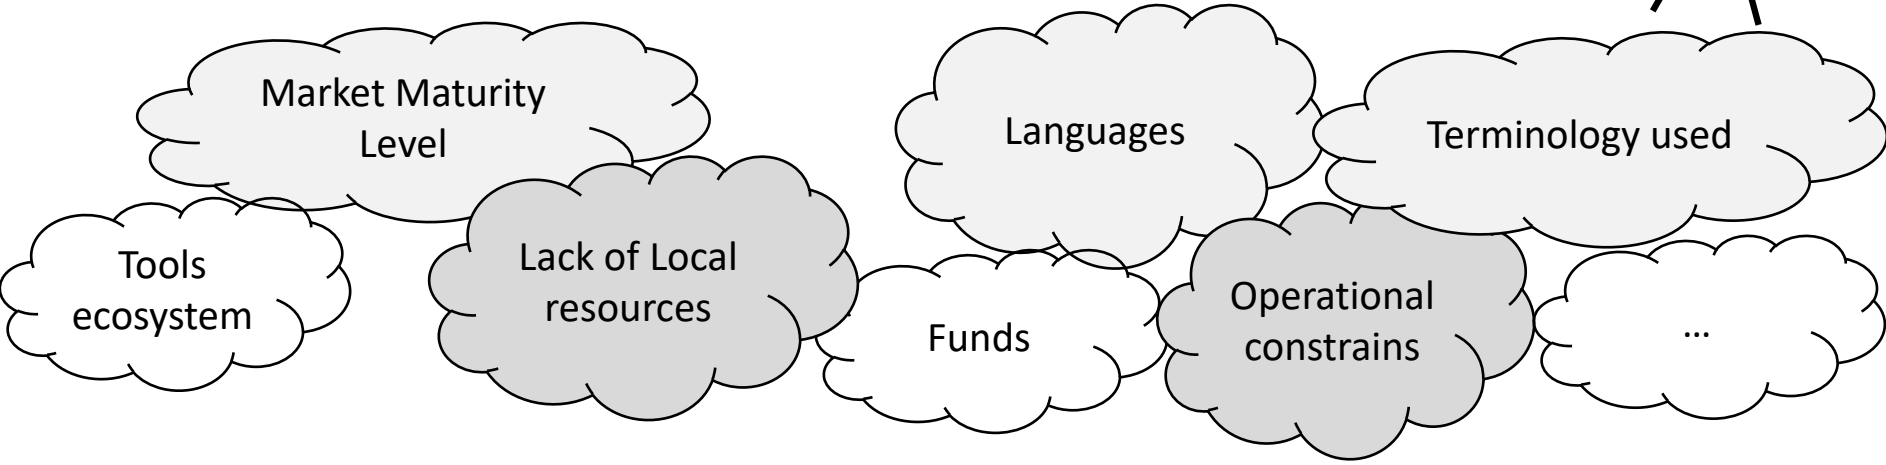 Market Maturity
Level
Languages
Terminology used
Tools
ecosystem
Lack of Local
resources
Funds
Operational
constrains
...